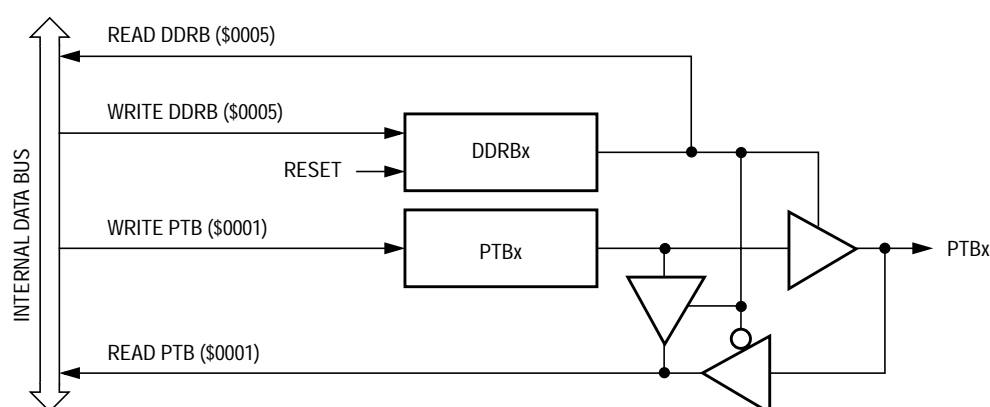 READ DDRB ($0005)
WRITE DDRB ($0005)
DDRBx
RESET
INTERNAL DATA BUS
WRITE PTB ($0001)
PTBx
PTBx
READ PTB ($0001)